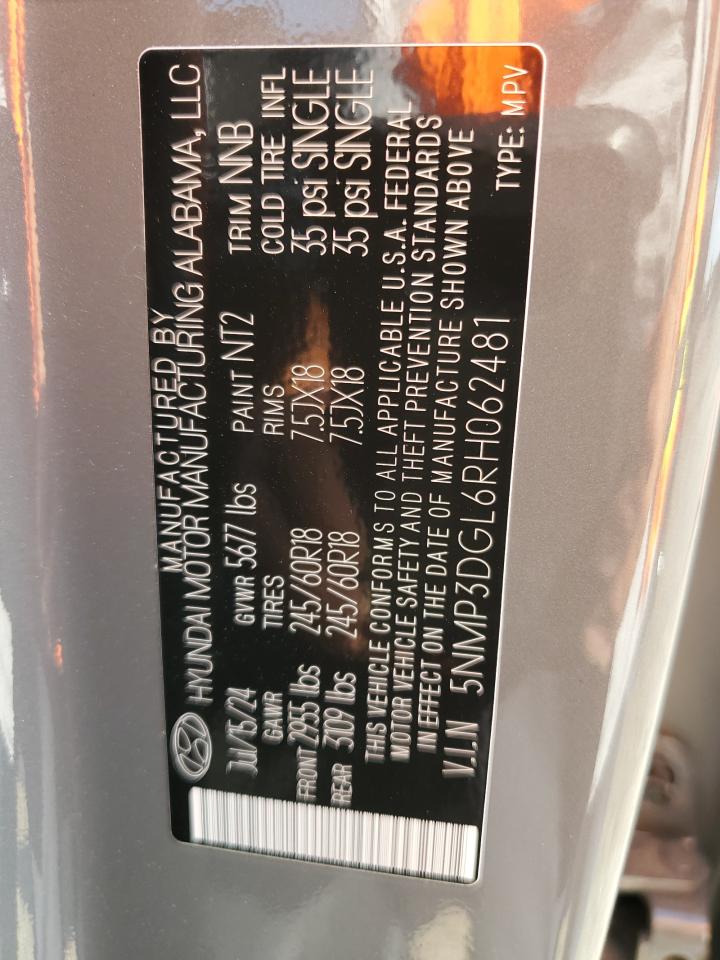 MANUFACTURED BY
HYUNDAI MOTOR MANUFACTURING ALABAMA, LLC
JUL/15/24 GVWR 5677 lbs PAINT NT2 TRIM NNB
GAWR TIRES RIMS COLD TIRE INFL
FRONT 2955 lbs 245/60R18 7.5JX18 35 psi SINGLE
REAR 3109 lbs 245/60R18 7.5JX18 35 psi SINGLE
THIS VEHICLE CONFORMS TO ALL APPLICABLE U.S.A. FEDERAL
MOTOR VEHICLE SAFETY AND THEFT PREVENTION STANDARDS
IN EFFECT ON THE DATE OF MANUFACTURE SHOWN ABOVE
V.I.N 5NMP3DGL6RH062481 TYPE: MPV